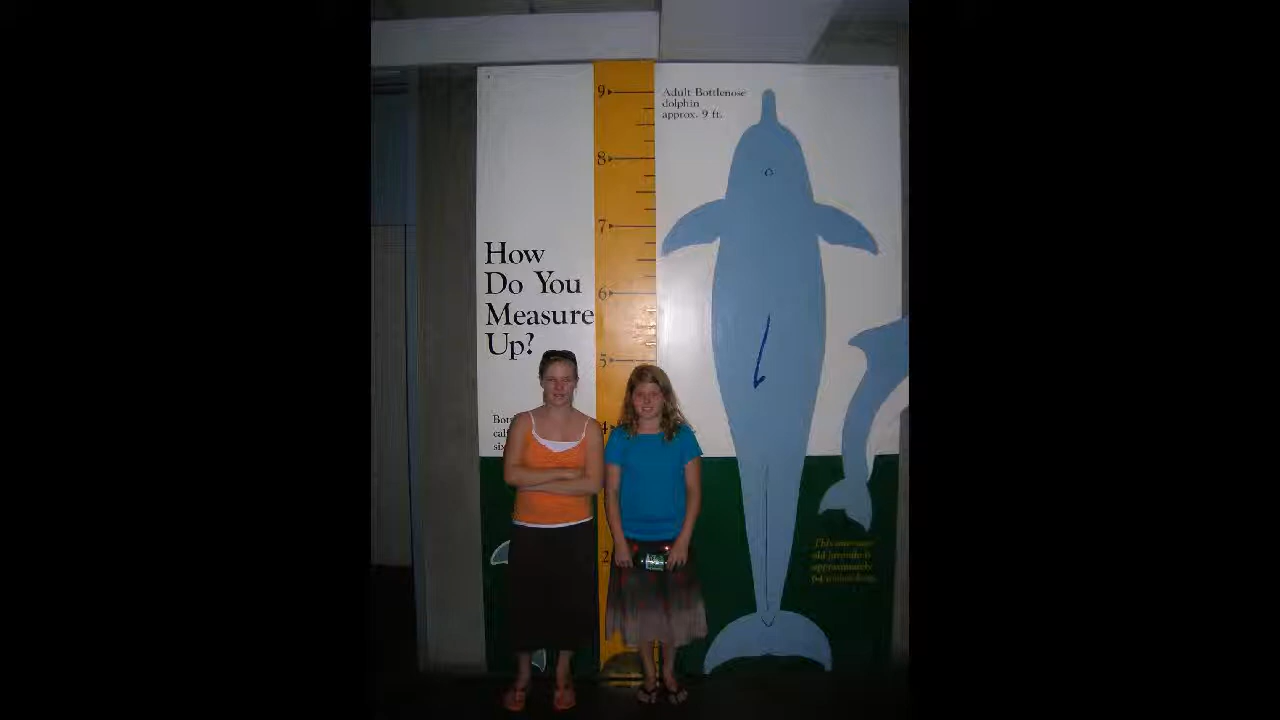 9
Adult Bottlenose
dolphin
approx. 9 ft.
8
7
How
Do You
Measure
Up?
6
5
4
2